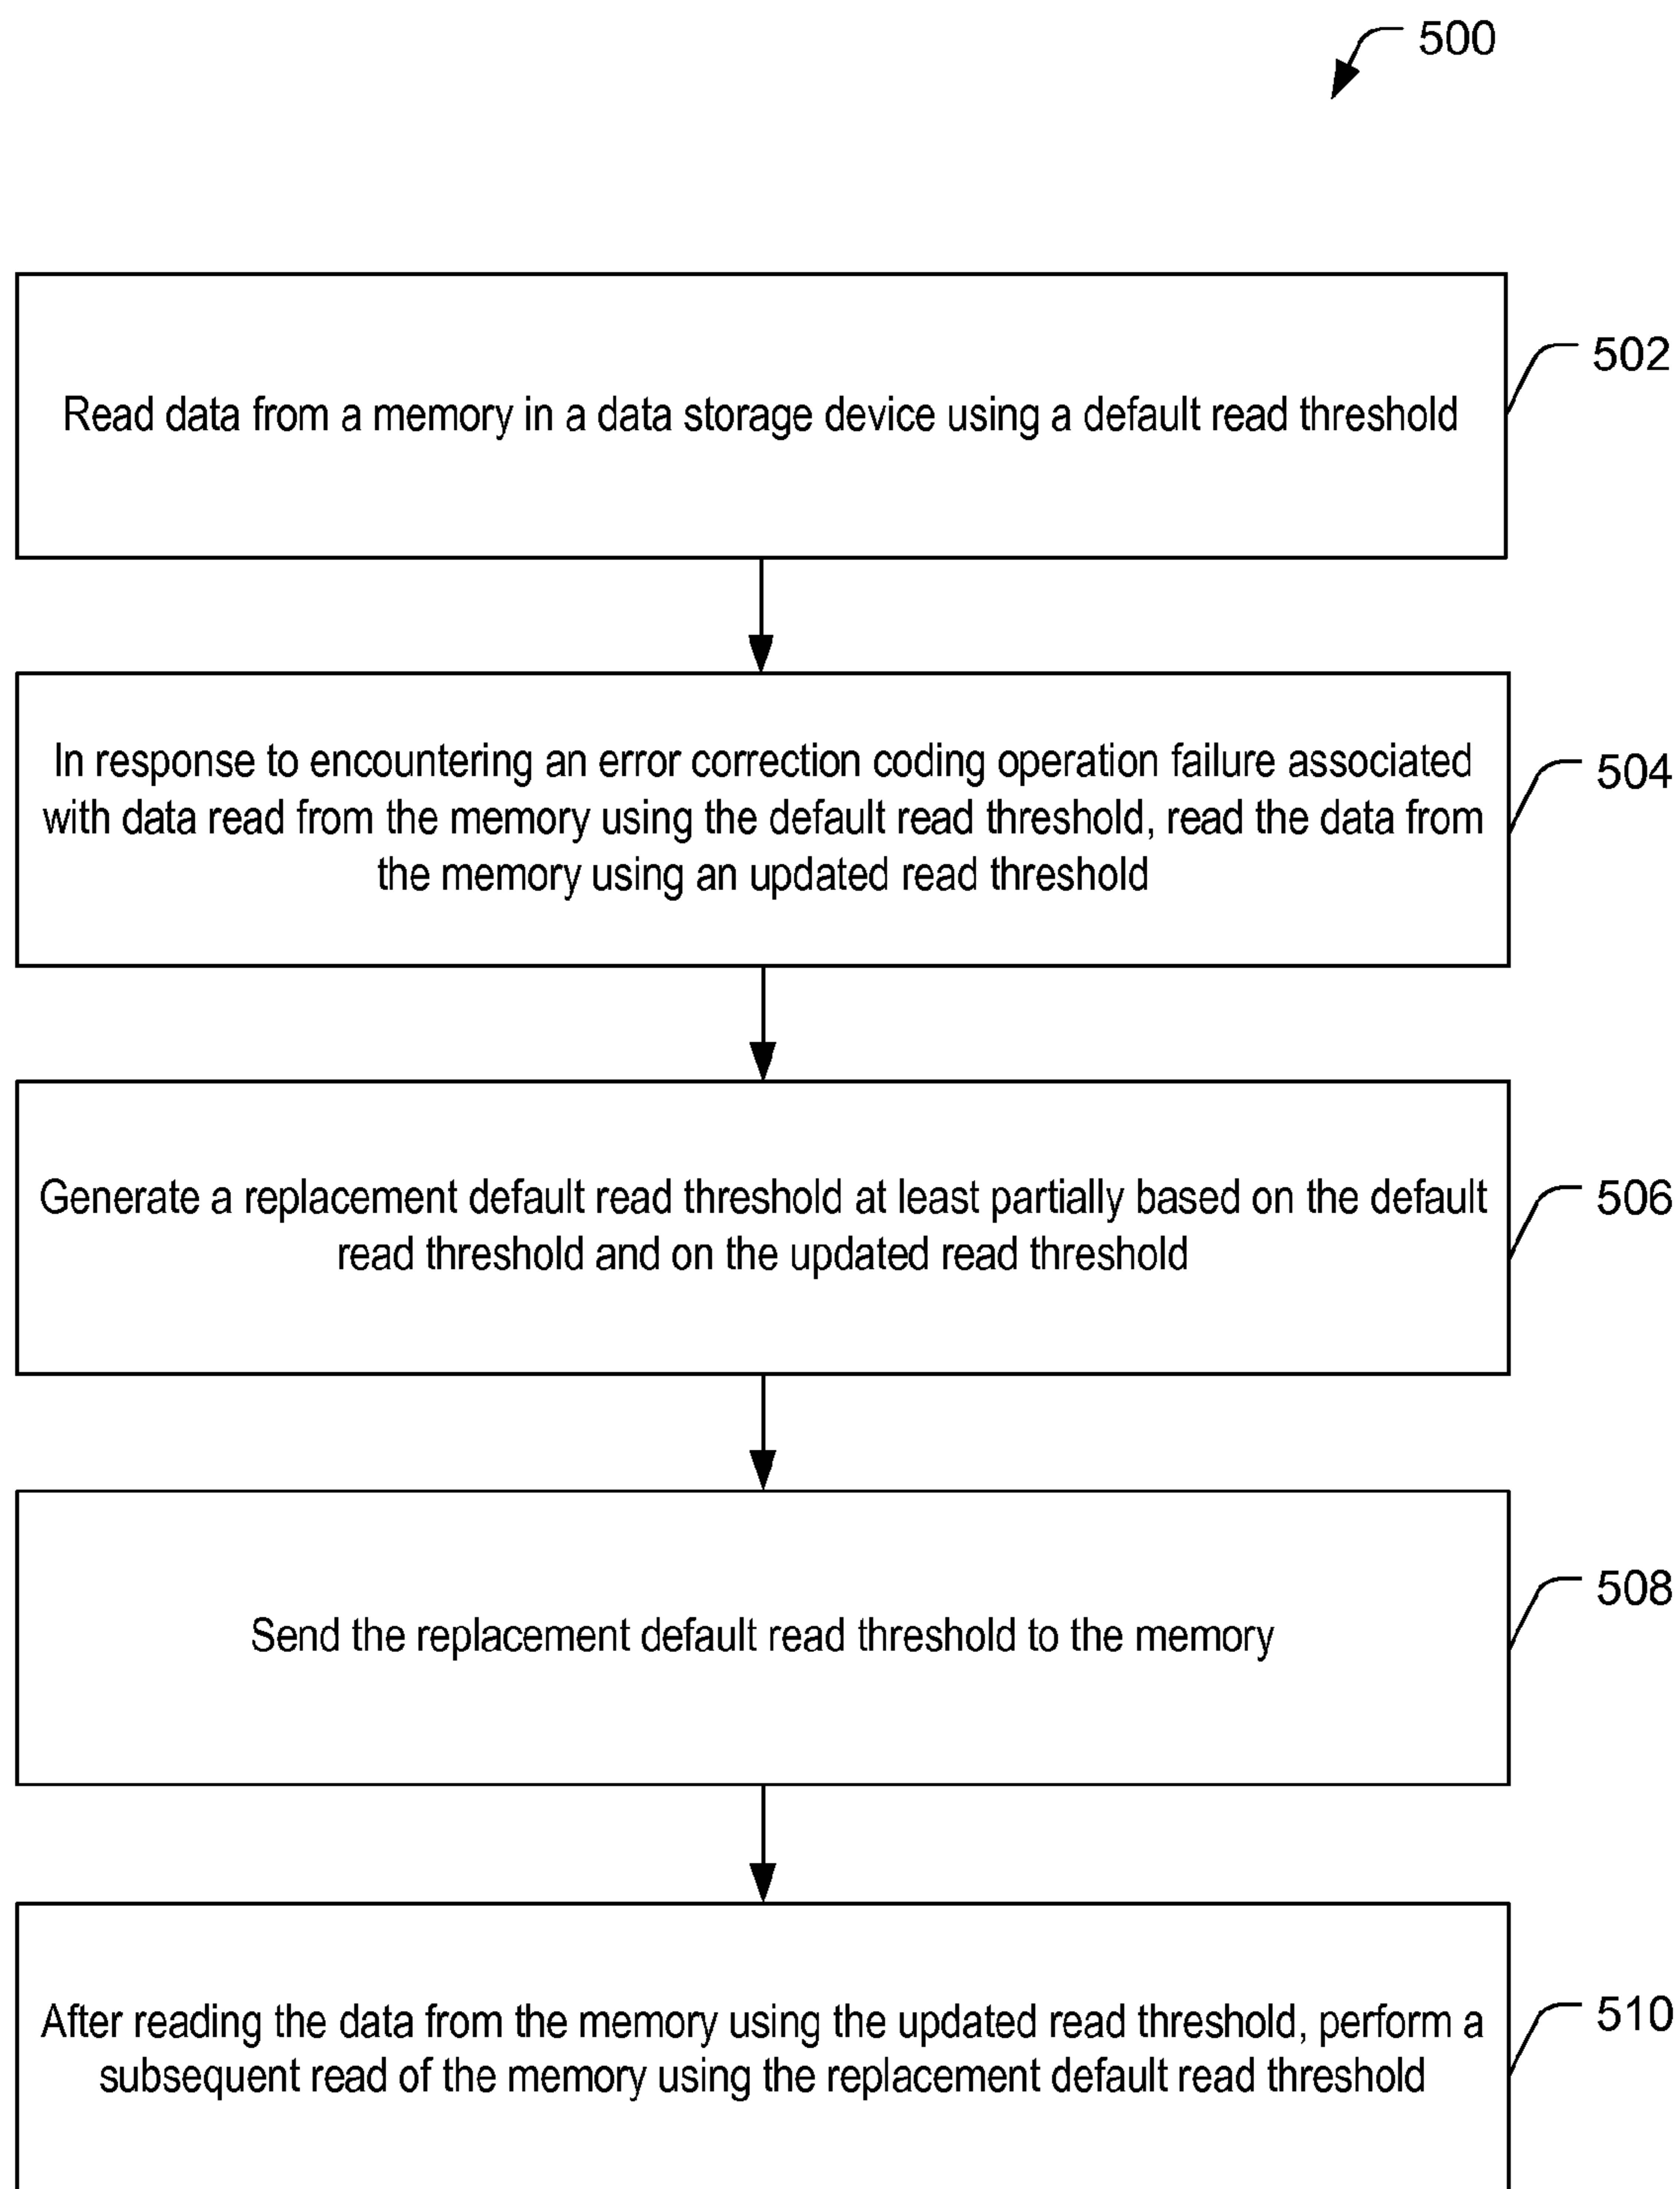 500
Read data from a memory in a data storage device using a default read threshold
502
In response to encountering an error correction coding operation failure associated
with data read from the memory using the default read threshold, read the data from
the memory using an updated read threshold
504
Generate a replacement default read threshold at least partially based on the default
read threshold and on the updated read threshold
506
Send the replacement default read threshold to the memory
508
After reading the data from the memory using the updated read threshold, perform a
subsequent read of the memory using the replacement default read threshold
510